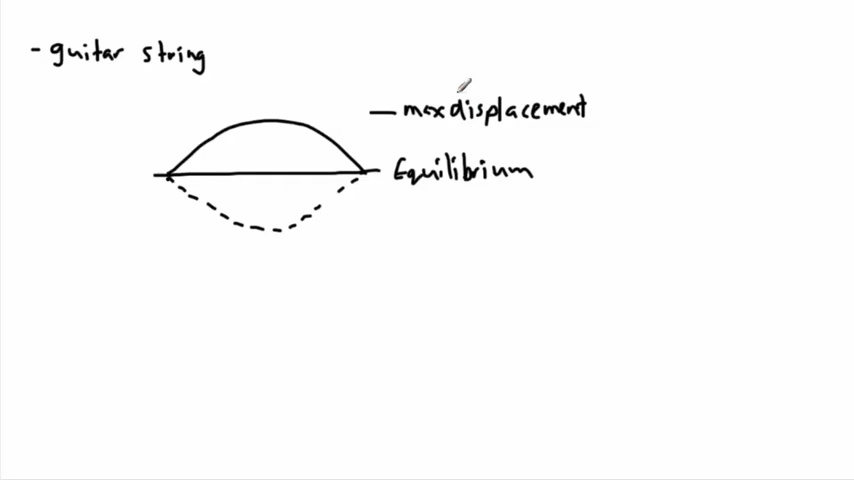 - guitar string
— max displacement
Equilibrium